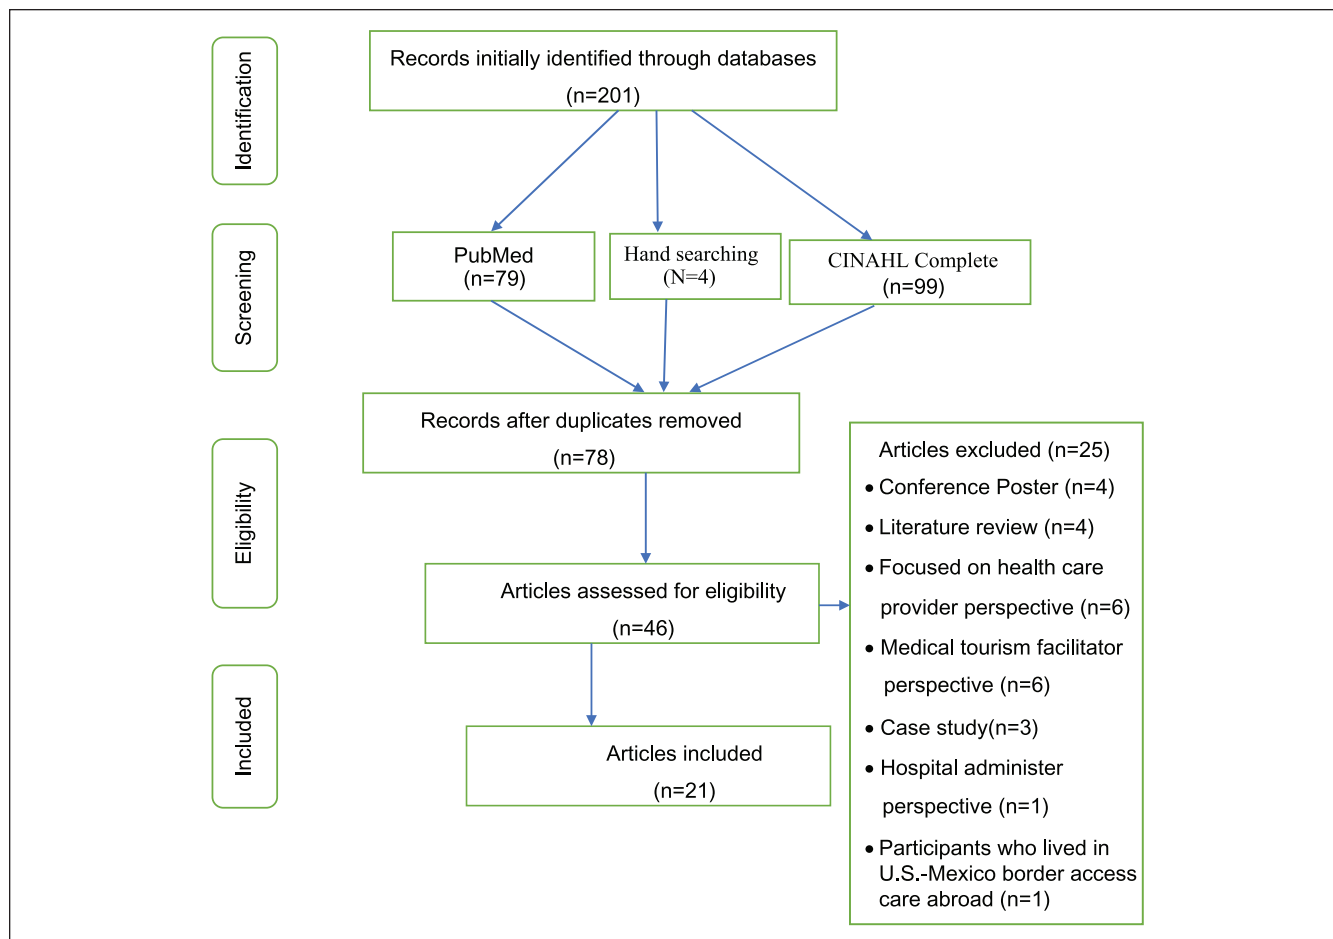 Identification
Records initially identified through databases
(n=201)
Screening
PubMed
(n=79)
Hand searching
(N=4)
CINAHL Complete
(n=99)
Records after duplicates removed
(n=78)
Eligibility
Articles assessed for eligibility
(n=46)
Articles excluded (n=25)
• Conference Poster (n=4)
• Literature review (n=4)
• Focused on health care
provider perspective (n=6)
• Medical tourism facilitator
perspective (n=6)
• Case study(n=3)
• Hospital administer
perspective (n=1)
• Participants who lived in
U.S.-Mexico border access
care abroad (n=1)
Included
Articles included
(n=21)